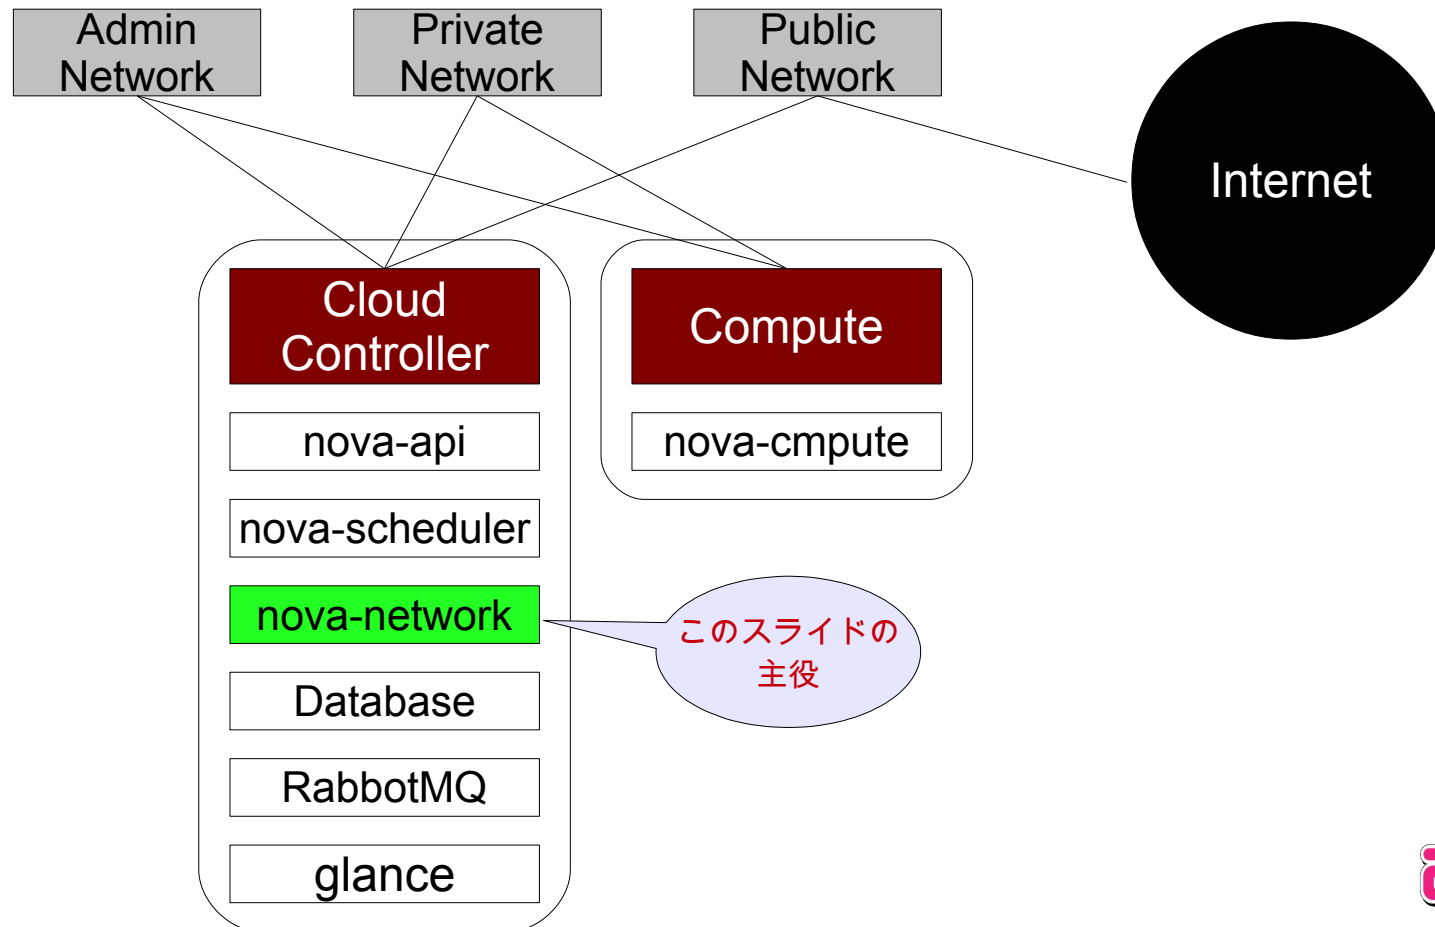 Admin
Network
Private
Network
Public
Network
Internet
Cloud
Controller
Compute
nova-api
nova-cmpute
nova-scheduler
nova-network
このスライドの
主役
Database
RabbotMQ
glance